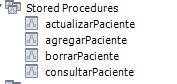 Stored Procedures
actualizarPaciente
agregarPaciente
borrarPaciente
consultarPaciente